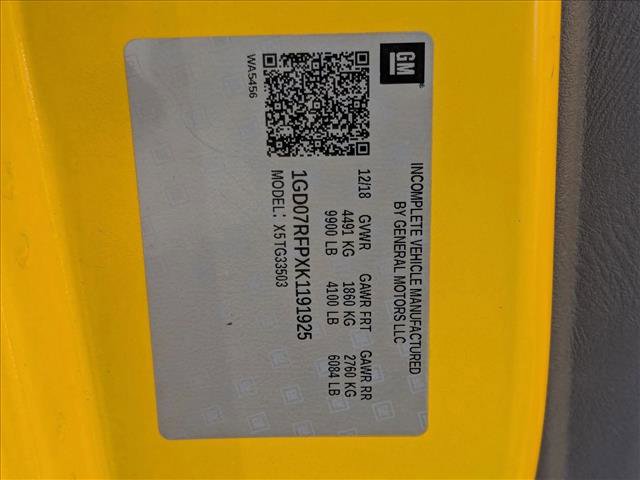 GM
INCOMPLETE VEHICLE MANUFACTURED
BY GENERAL MOTORS LLC
12/18 GVWR GAWR FRT GAWR RR
4491 KG 1860 KG 2760 KG
9900 LB 4100 LB 6084 LB
1GD07RFPXK1191925
MODEL: X5TG33503
WA5456